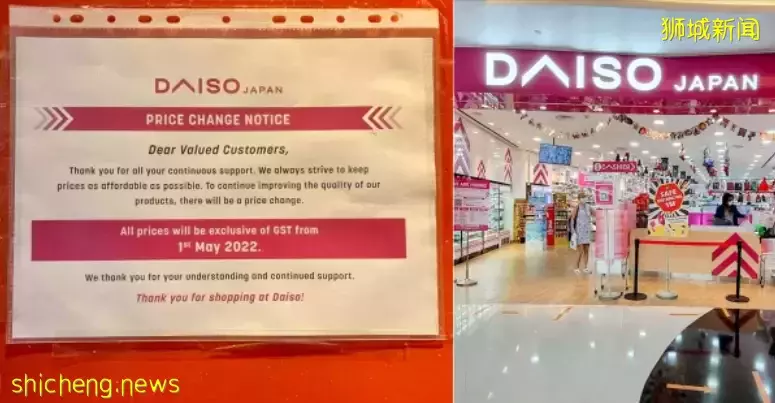 DAISO JAPAN
PRICE CHANGE NOTICE
Dear Valued Customers,
Thank you for all your continuous support. We always strive to keep
prices as affordable as possible. To continue improving the quality of our
products, there will be a price change.
All prices will be exclusive of GST from
1ST May 2022.
We thank you for your understanding and continued support.
Thank you for shopping at Daiso!
shicheng.news
狮城新闻
DAISO JAPAN